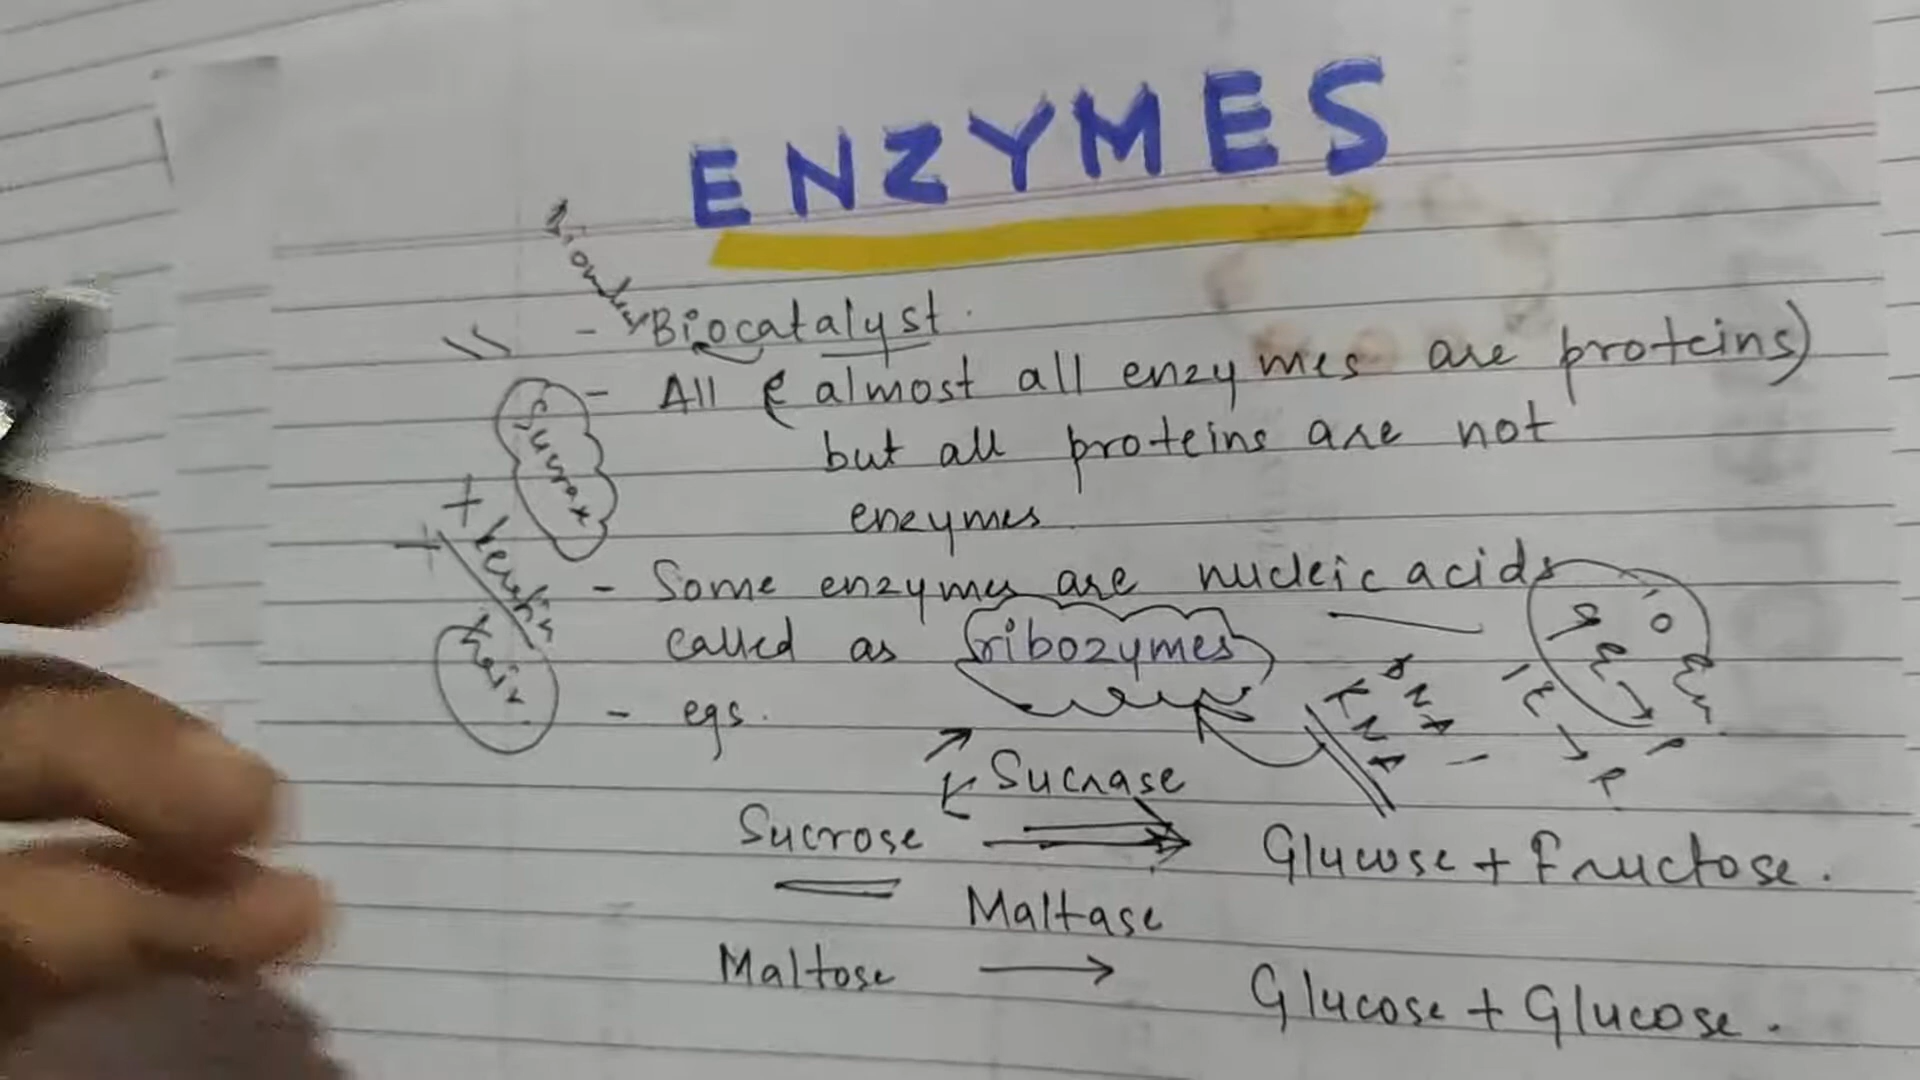 ENZYMES
- Biocatalyst.
- All ( almost all enzymes are proteins)
but all proteins are not
enzymes
- Some enzymes are nucleic acids
called as ribozymes
- egs.
Sucrase
Sucrose → Glucose + Fructose.
Maltase
Maltose → Glucose + Glucose.